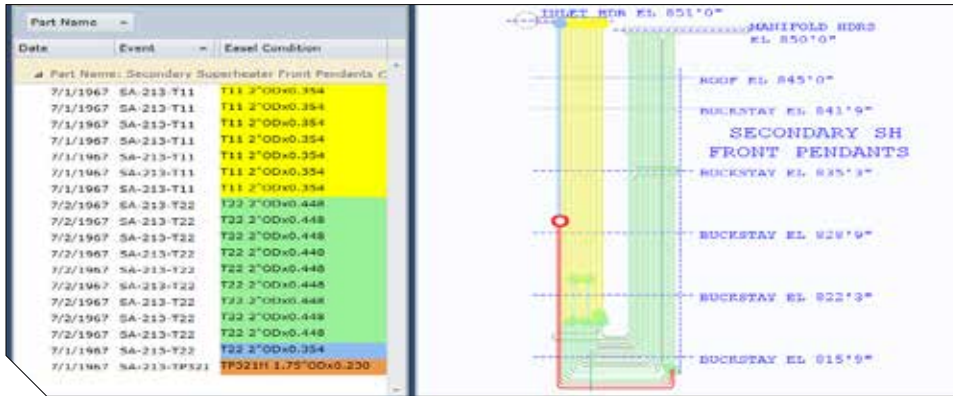 Part Name
Date Event Easel Condition
Part Name: Secondary Superheater Front Pendants
7/1/1967 SA-213-T11 T11 2"ODx0.354
7/1/1967 SA-213-T11 T11 2"ODx0.354
7/1/1967 SA-213-T11 T11 2"ODx0.354
7/1/1967 SA-213-T11 T11 2"ODx0.354
7/1/1967 SA-213-T11 T11 2"ODx0.354
7/1/1967 SA-213-T11 T11 2"ODx0.354
7/1/1967 SA-213-T11 T11 2"ODx0.354
7/2/1967 SA-213-T22 T22 2"ODx0.448
7/2/1967 SA-213-T22 T22 2"ODx0.448
7/2/1967 SA-213-T22 T22 2"ODx0.448
7/2/1967 SA-213-T22 T22 2"ODx0.448
7/2/1967 SA-213-T22 T22 2"ODx0.448
7/2/1967 SA-213-T22 T22 2"ODx0.448
7/2/1967 SA-213-T22 T22 2"ODx0.448
7/2/1967 SA-213-T22 T22 2"ODx0.448
7/2/1967 SA-213-T22 T22 2"ODx0.448
7/1/1967 SA-213-T22 T22 2"ODx0.354
7/1/1967 SA-213-TP321 TP321H 1.75"ODx0.230
INLET HDR EL 851'0"
MANIFOLD HDRS
EL 850'0"
ROOF EL 845'0"
BUCKSTAY EL 841'9"
SECONDARY SH
FRONT PENDANTS
BUCKSTAY EL 835'3"
BUCKSTAY EL 828'9"
BUCKSTAY EL 822'3"
BUCKSTAY EL 815'9"